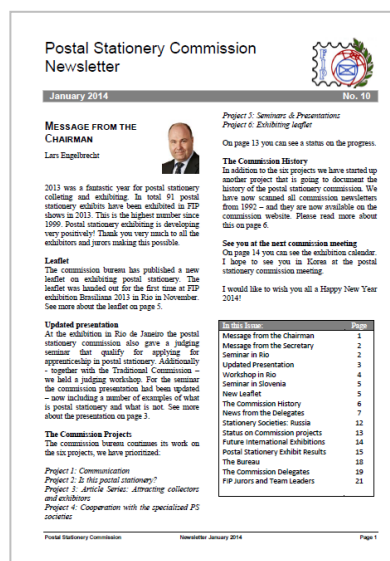 Postal Stationery Commission
Newsletter
January 2014
No. 10
MESSAGE FROM THE
CHAIRMAN
Lars Engelbrecht
2013 was a fantastic year for postal stationery
colleting and exhibiting. In total 91 postal
stationery exhibits have been exhibited in FIP
shows in 2013. This is the highest number since
1999. Postal stationery exhibiting is developing
very positively! Thank you very much to all the
exhibitors and jurors making this possible.
Leaflet
The commission bureau has published a new
leaflet on exhibiting postal stationery. The
leaflet was handed out for the first time at FIP
exhibition Brasiliana 2013 in Rio in November.
See more about the leaflet on page 5.
Updated presentation
At the exhibition in Rio de Janeiro the postal
stationery commission also gave a judging
seminar that qualify for applying for
apprenticeship in postal stationery. Additionally
- together with the Traditional Commission –
we held a judging workshop. For the seminar
the commission presentation had been updated
– now including a number of examples of what
is postal stationery and what is not. See more
about the presentation on page 3.
The Commission Projects
The commission bureau continues its work on
the six projects, we have prioritized:
Project 1: Communication
Project 2: Is this postal stationery?
Project 3: Article Series: Attracting collectors
and exhibitors
Project 4: Cooperation with the specialized PS
societies
Project 5: Seminars & Presentations
Project 6: Exhibiting leaflet
On page 13 you can see a status on the progress.
The Commission History
In addition to the six projects we have started up
another project that is going to document the
history of the postal stationery commission. We
have now scanned all commission newsletters
from 1992 – and they are now available on the
commission website. Please read more about
this on page 6.
See you at the next commission meeting
On page 14 you can see the exhibition calendar.
I hope to see you in Korea at the postal
stationery commission meeting.
I would like to wish you all a Happy New Year
2014!
In this Issue: Page
Message from the Chairman 1
Message from the Secretary 2
Seminar in Rio 2
Updated Presentation 3
Workshop in Rio 4
Seminar in Slovenia 5
New Leaflet 5
The Commission History 6
News from the Delegates 7
Stationery Societies: Russia 12
Status on Commission projects 13
Future International Exhibitions 14
Postal Stationery Exhibit Results 15
The Bureau 18
The Commission Delegates 19
FIP Jurors and Team Leaders 21
Postal Stationery Commission Newsletter January 2014 Page 1